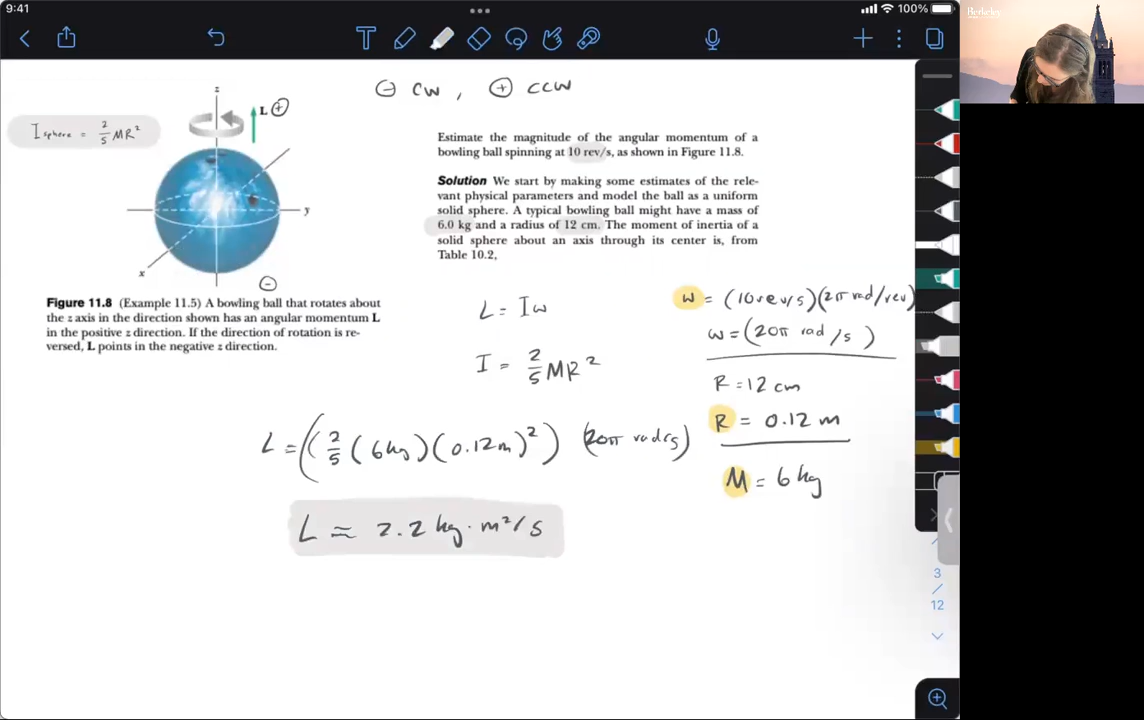 9:41
100%
Berkeley
⊖ CW , ⊕ CCW
z
L ⊕
I sphere = 2/5 MR²
y
x
⊖
Estimate the magnitude of the angular momentum of a
bowling ball spinning at 10 rev/s, as shown in Figure 11.8.
Solution We start by making some estimates of the rele-
vant physical parameters and model the ball as a uniform
solid sphere. A typical bowling ball might have a mass of
6.0 kg and a radius of 12 cm. The moment of inertia of a
solid sphere about an axis through its center is, from
Table 10.2,
Figure 11.8 (Example 11.5) A bowling ball that rotates about
the z axis in the direction shown has an angular momentum L
in the positive z direction. If the direction of rotation is re-
versed, L points in the negative z direction.
L = Iω
I = 2/5 MR²
ω = (10 rev/s)(2π rad/rev)
ω = (20π rad/s)
R = 12 cm
R = 0.12 m
M = 6 kg
L = (2/5 (6kg)(0.12m)²) (20π rad/s)
L ≈ 2.2 kg·m²/s
3
/
12